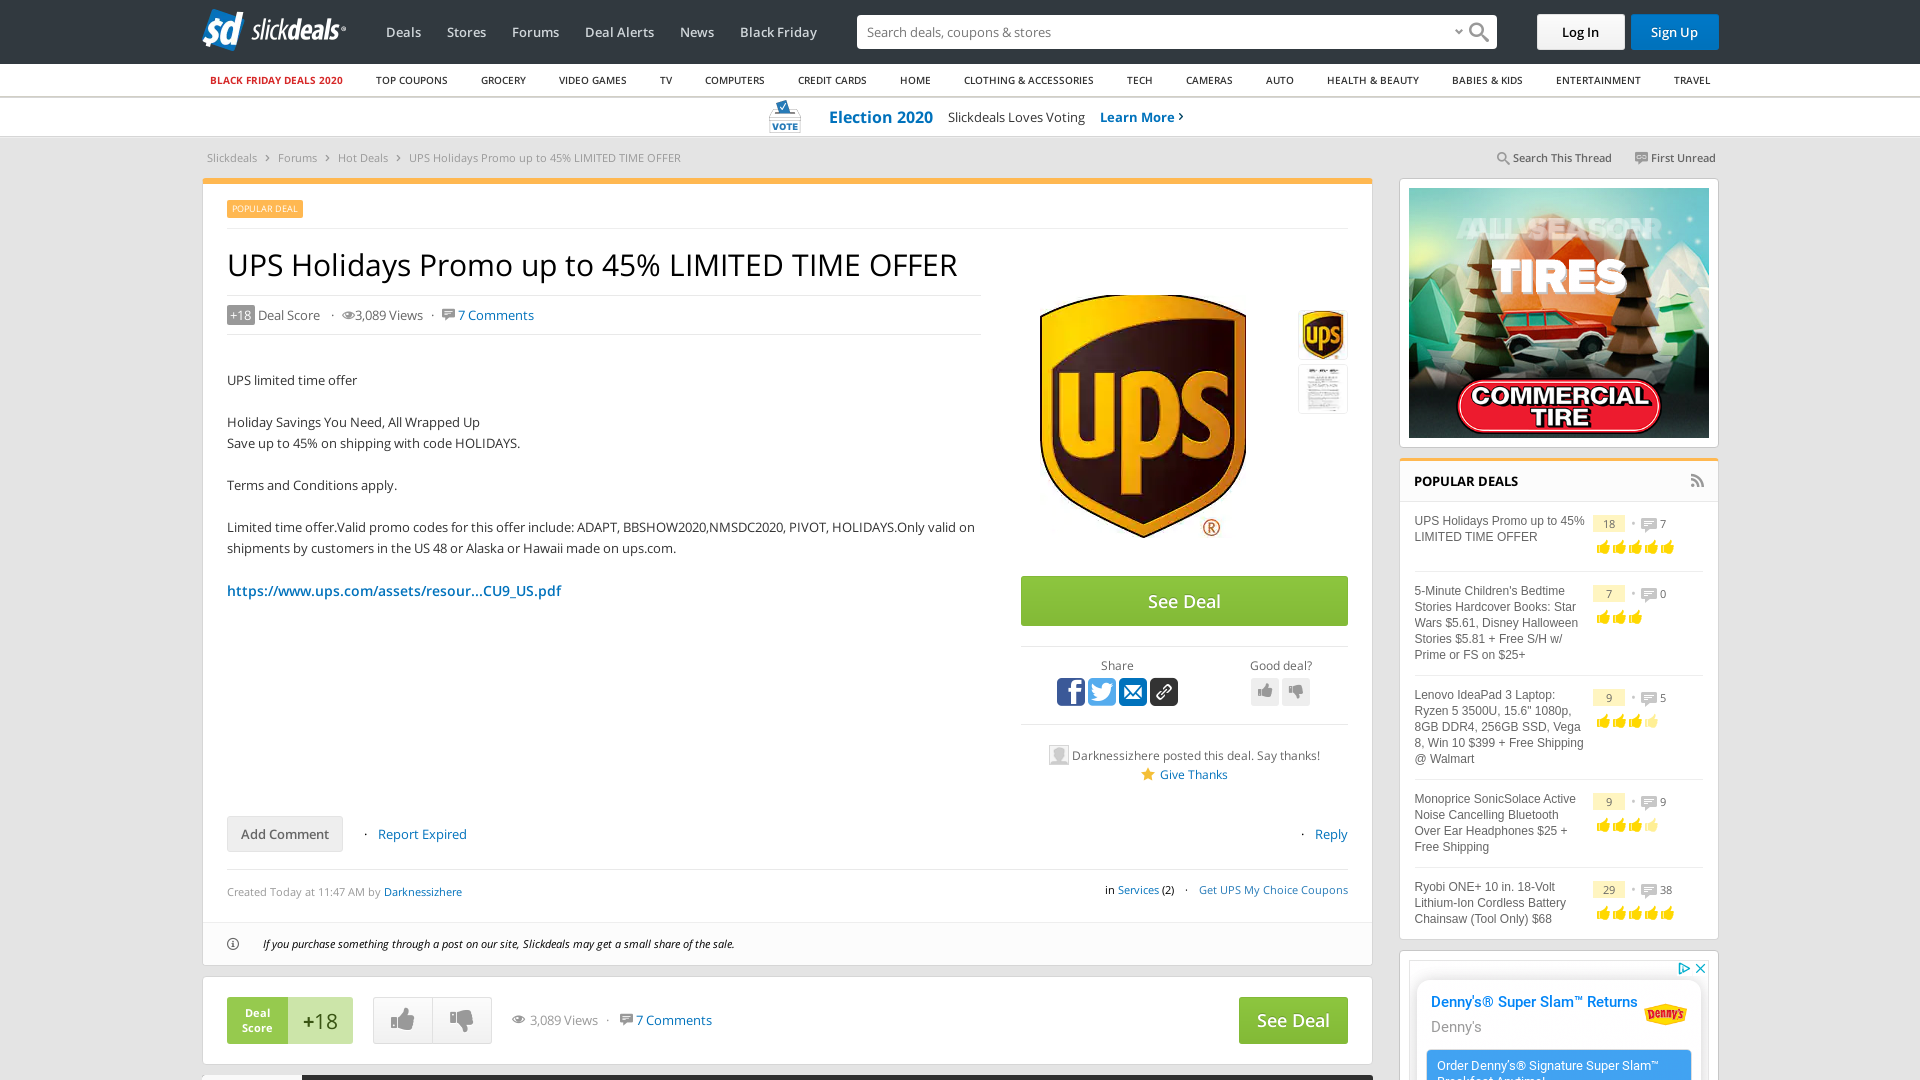 slickdeals
Deals
Stores
Forums
Deal Alerts
News
Black Friday
Search deals, coupons & stores
Log In
Sign Up
BLACK FRIDAY DEALS 2020
TOP COUPONS
GROCERY
VIDEO GAMES
TV
COMPUTERS
CREDIT CARDS
HOME
CLOTHING & ACCESSORIES
TECH
CAMERAS
AUTO
HEALTH & BEAUTY
BABIES & KIDS
ENTERTAINMENT
TRAVEL
VOTE
Election 2020 Slickdeals Loves Voting Learn More ›
Slickdeals › Forums › Hot Deals › UPS Holidays Promo up to 45% LIMITED TIME OFFER
Search This Thread
First Unread
POPULAR DEAL
UPS Holidays Promo up to 45% LIMITED TIME OFFER
+18 Deal Score · 3,089 Views · 7 Comments
UPS limited time offer
Holiday Savings You Need, All Wrapped Up
Save up to 45% on shipping with code HOLIDAYS.
Terms and Conditions apply.
Limited time offer.Valid promo codes for this offer include: ADAPT, BBSHOW2020,NMSDC2020, PIVOT, HOLIDAYS.Only valid on
shipments by customers in the US 48 or Alaska or Hawaii made on ups.com.
https://www.ups.com/assets/resour...CU9_US.pdf
ups
®
ups
See Deal
Share
Good deal?
Darknessizhere posted this deal. Say thanks!
Give Thanks
Add Comment
· Report Expired
· Reply
Created Today at 11:47 AM by Darknessizhere
in Services (2) · Get UPS My Choice Coupons
If you purchase something through a post on our site, Slickdeals may get a small share of the sale.
Deal
Score
+18
3,089 Views · 7 Comments
See Deal
ALL-SEASON
TIRES
COMMERCIAL
TIRE
POPULAR DEALS
UPS Holidays Promo up to 45%
LIMITED TIME OFFER
18 • 7
5-Minute Children's Bedtime
Stories Hardcover Books: Star
Wars $5.61, Disney Halloween
Stories $5.81 + Free S/H w/
Prime or FS on $25+
7 • 0
Lenovo IdeaPad 3 Laptop:
Ryzen 5 3500U, 15.6" 1080p,
8GB DDR4, 256GB SSD, Vega
8, Win 10 $399 + Free Shipping
@ Walmart
9 • 5
Monoprice SonicSolace Active
Noise Cancelling Bluetooth
Over Ear Headphones $25 +
Free Shipping
9 • 9
Ryobi ONE+ 10 in. 18-Volt
Lithium-Ion Cordless Battery
Chainsaw (Tool Only) $68
29 • 38
Denny's® Super Slam™ Returns
Denny's
Denny's
Order Denny's® Signature Super Slam™
Breakfast Anytime!